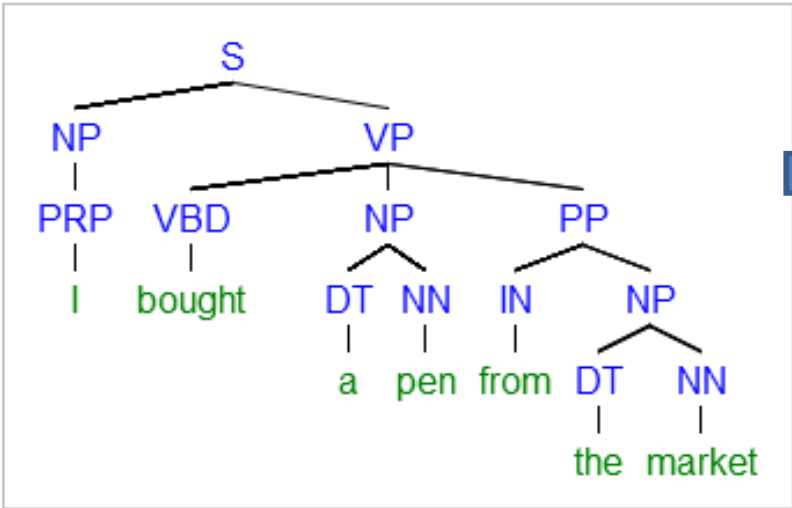 S
NP VP
PRP VBD NP PP
I bought DT NN IN NP
a pen from DT NN
the market